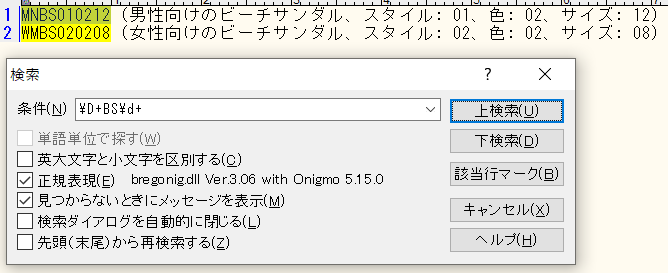 1 MNBS010212 (男性向けのビーチサンダル、スタイル: 01、色: 02、サイズ: 12)
2 WMBS020208 (女性向けのビーチサンダル、スタイル: 02、色: 02、サイズ: 08)
検索
? ×
条件(N) ¥D+BS¥d+ 上検索(U)
単語単位で探す(W) 下検索(D)
英大文字と小文字を区別する(C)
正規表現(E) bregonig.dll Ver.3.06 with Onigmo 5.15.0 該当行マーク(B)
見つからないときにメッセージを表示(M)
検索ダイアログを自動的に閉じる(L) キャンセル(X)
先頭(末尾)から再検索する(Z) ヘルプ(H)